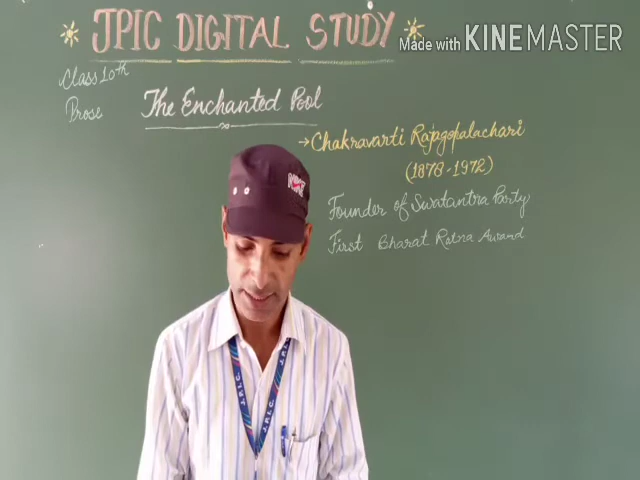 JPIC DIGITAL STUDY
Made with KINEMASTER
Class 10th
Prose
The Enchanted Pool
→ Chakravarti Rajagopalachari
(1878-1972)
Founder of Swatantra Party
First Bharat Ratna Award
J.P.I.C.